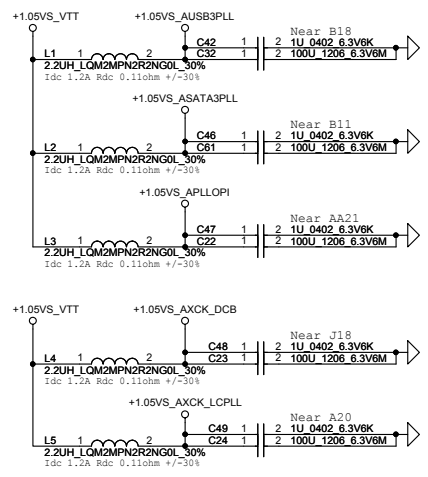 +1.05VS_VTT +1.05VS_AUSB3PLL
Near B18
C42 1 2 1U_0402_6.3V6K
L1 1 2 C32 1 2 100U_1206_6.3V6M
2.2UH_LQM2MPN2R2NG0L_30%
Idc 1.2A Rdc 0.11ohm +/-30%
+1.05VS_ASATA3PLL
Near B11
C46 1 2 1U_0402_6.3V6K
L2 1 2 C61 1 2 100U_1206_6.3V6M
2.2UH_LQM2MPN2R2NG0L_30%
Idc 1.2A Rdc 0.11ohm +/-30%
+1.05VS_APLLOPI
Near AA21
C47 1 2 1U_0402_6.3V6K
L3 1 2 C22 1 2 100U_1206_6.3V6M
2.2UH_LQM2MPN2R2NG0L_30%
Idc 1.2A Rdc 0.11ohm +/-30%
+1.05VS_VTT +1.05VS_AXCK_DCB
Near J18
C48 1 2 1U_0402_6.3V6K
L4 1 2 C23 1 2 100U_1206_6.3V6M
2.2UH_LQM2MPN2R2NG0L_30%
Idc 1.2A Rdc 0.11ohm +/-30%
+1.05VS_AXCK_LCPLL
Near A20
C49 1 2 1U_0402_6.3V6K
L5 1 2 C24 1 2 100U_1206_6.3V6M
2.2UH_LQM2MPN2R2NG0L_30%
Idc 1.2A Rdc 0.11ohm +/-30%